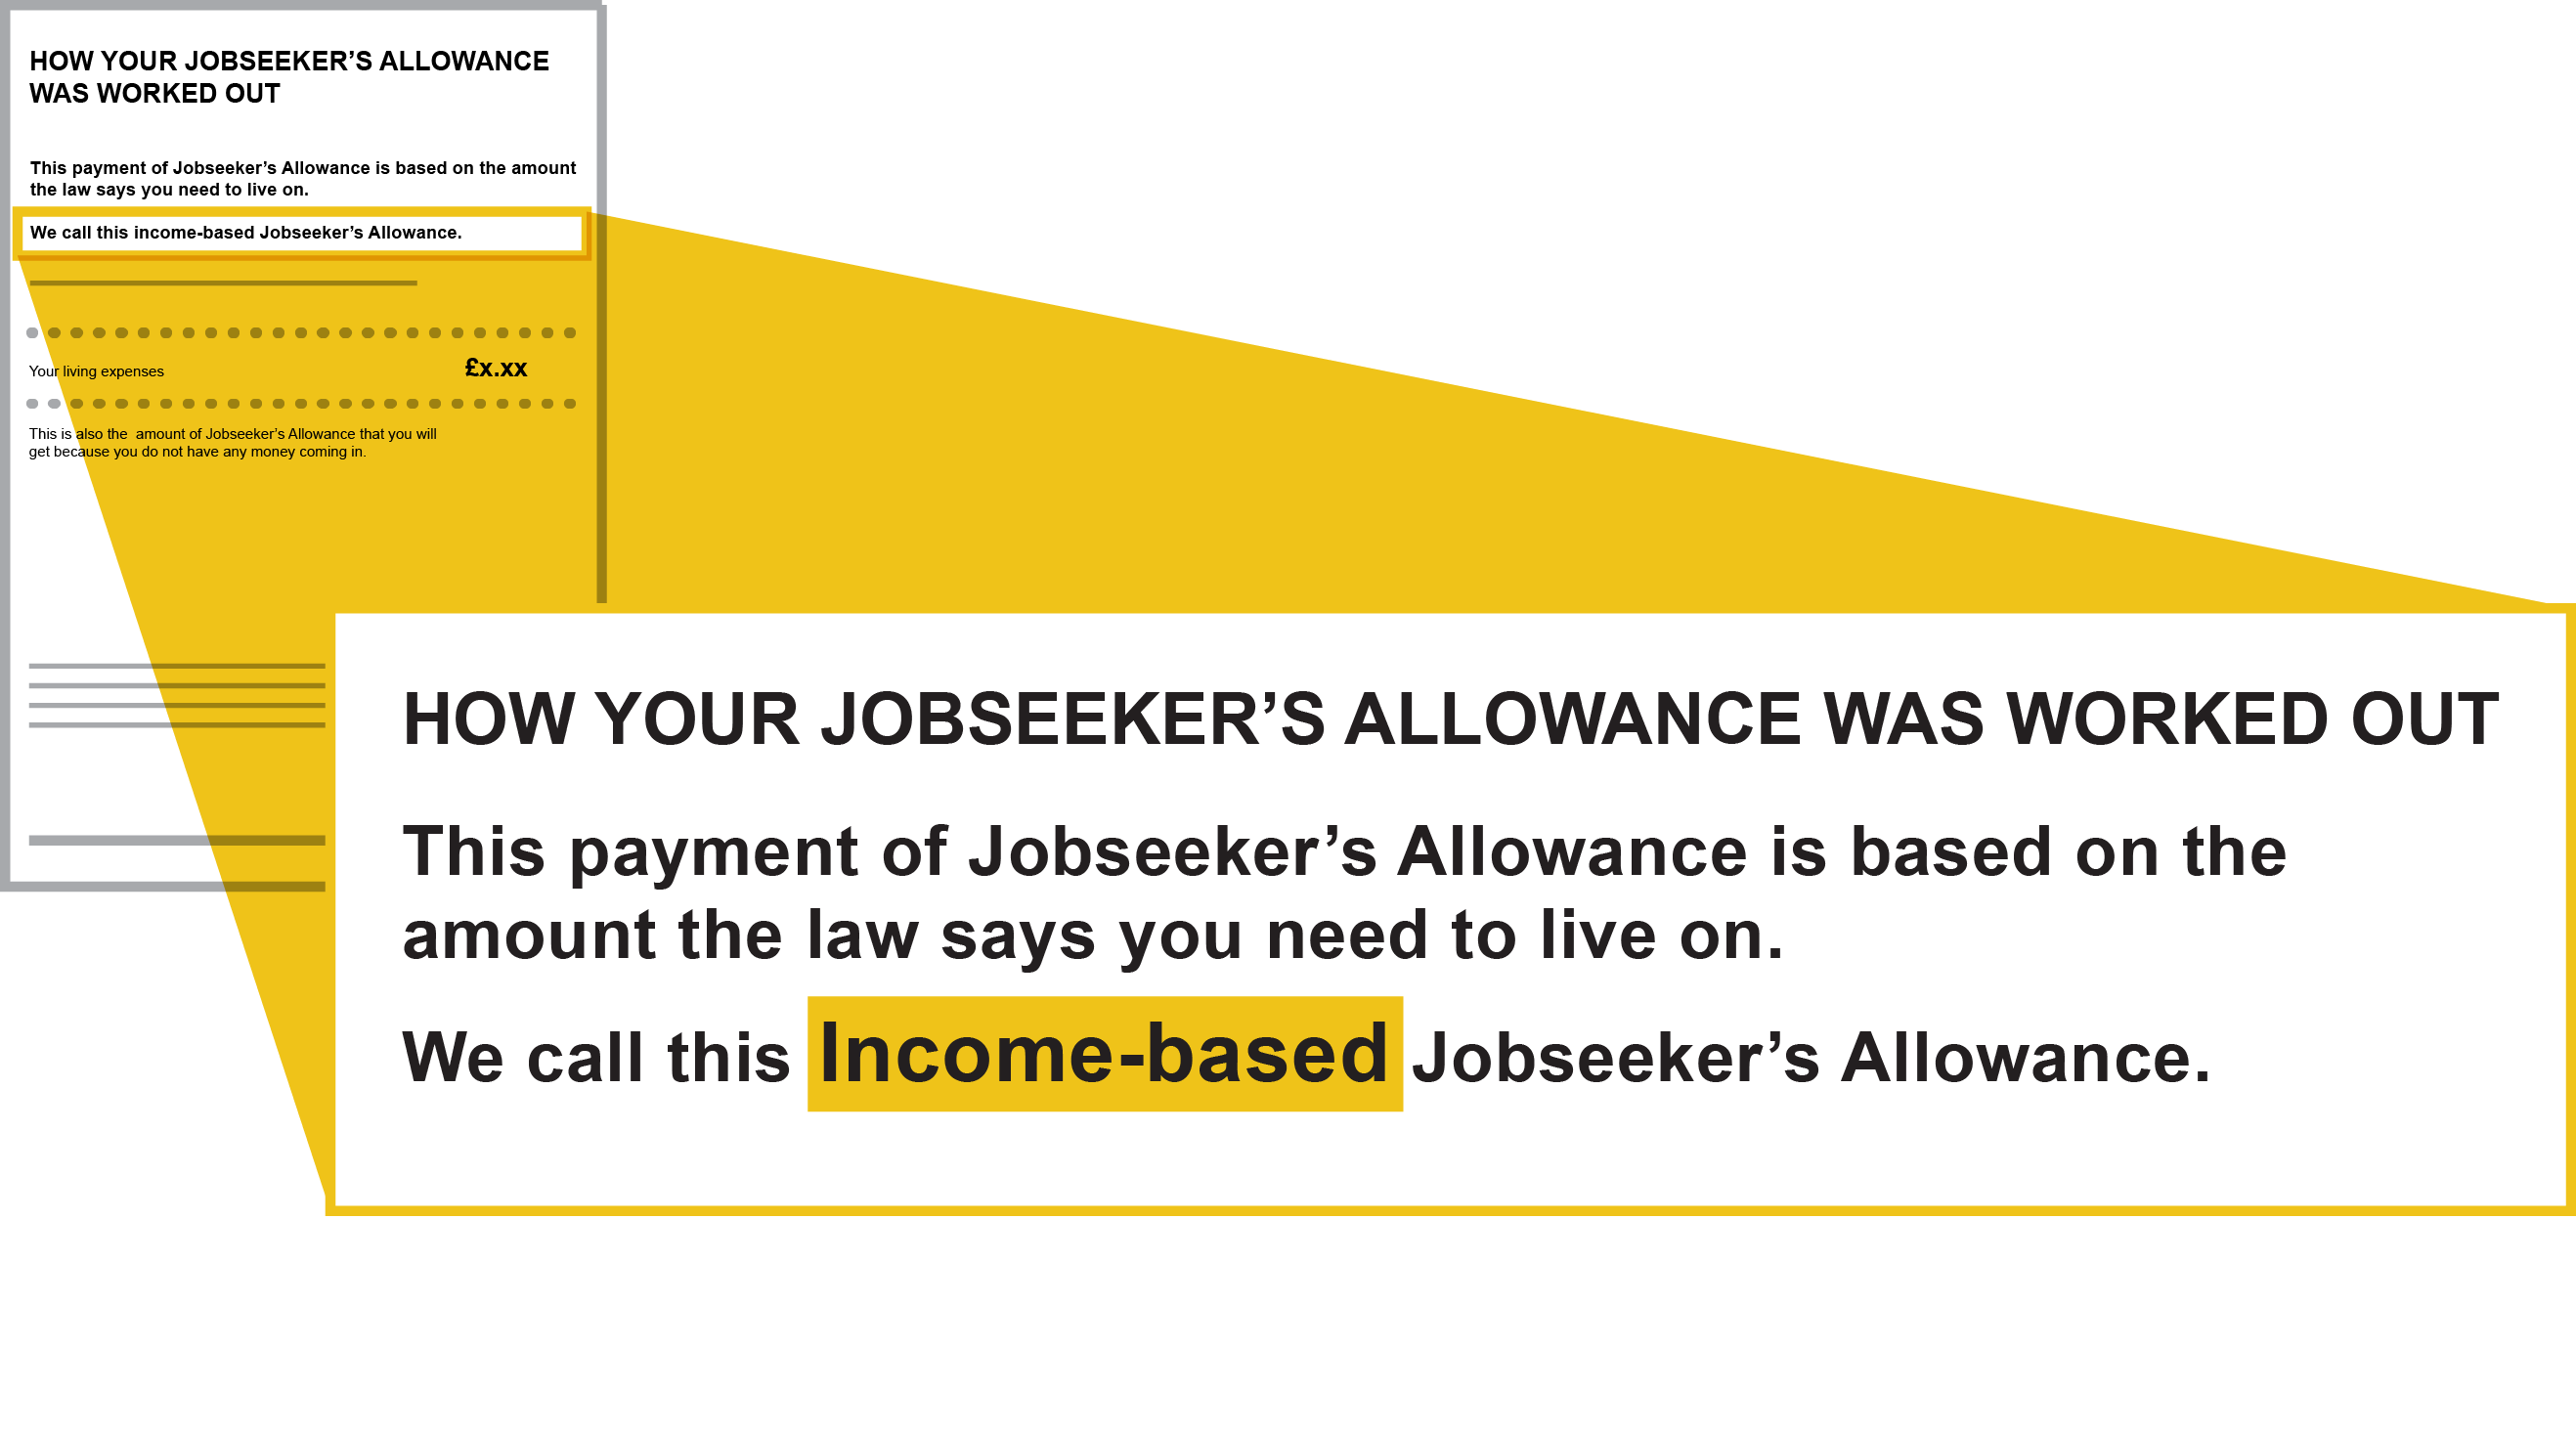 HOW YOUR JOBSEEKER’S ALLOWANCE
WAS WORKED OUT
This payment of Jobseeker’s Allowance is based on the amount
the law says you need to live on.
We call this income-based Jobseeker’s Allowance.
Your living expenses £x.xx
This is also the  amount of Jobseeker’s Allowance that you will
get because you do not have any money coming in.
HOW YOUR JOBSEEKER’S ALLOWANCE WAS WORKED OUT
This payment of Jobseeker’s Allowance is based on the
amount the law says you need to live on.
We call this Income-based Jobseeker’s Allowance.